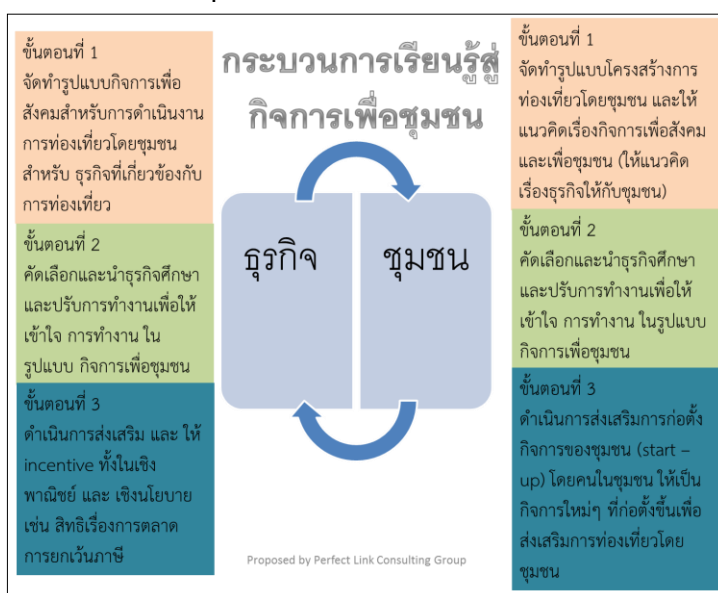 ขั้นตอนที่ 1
จัดทำรูปแบบกิจการเพื่อ
สังคมสำหรับการดำเนินงาน
การท่องเที่ยวโดยชุมชน
สำหรับ ธุรกิจที่เกี่ยวข้องกับ
การท่องเที่ยว
ขั้นตอนที่ 2
คัดเลือกและนำธุรกิจศึกษา
และปรับการทำงานเพื่อให้
เข้าใจ การทำงาน ใน
รูปแบบ กิจการเพื่อชุมชน
ขั้นตอนที่ 3
ดำเนินการส่งเสริม และ ให้
incentive ทั้งในเชิง
พาณิชย์ และ เชิงนโยบาย
เช่น สิทธิเรื่องการตลาด
การยกเว้นภาษี
กระบวนการเรียนรู้สู่
กิจการเพื่อชุมชน
ธุรกิจ
ชุมชน
Proposed by Perfect Link Consulting Group
ขั้นตอนที่ 1
จัดทำรูปแบบโครงสร้างการ
ท่องเที่ยวโดยชุมชน และให้
แนวคิดเรื่องกิจการเพื่อสังคม
และเพื่อชุมชน (ให้แนวคิด
เรื่องธุรกิจให้กับชุมชน)
ขั้นตอนที่ 2
คัดเลือกและนำธุรกิจศึกษา
และปรับการทำงานเพื่อให้
เข้าใจ การทำงาน ในรูปแบบ
กิจการเพื่อชุมชน
ขั้นตอนที่ 3
ดำเนินการส่งเสริมการก่อตั้ง
กิจการของชุมชน (start –
up) โดยคนในชุมชน ให้เป็น
กิจการใหม่ๆ ที่ก่อตั้งขึ้นเพื่อ
ส่งเสริมการท่องเที่ยวโดย
ชุมชน